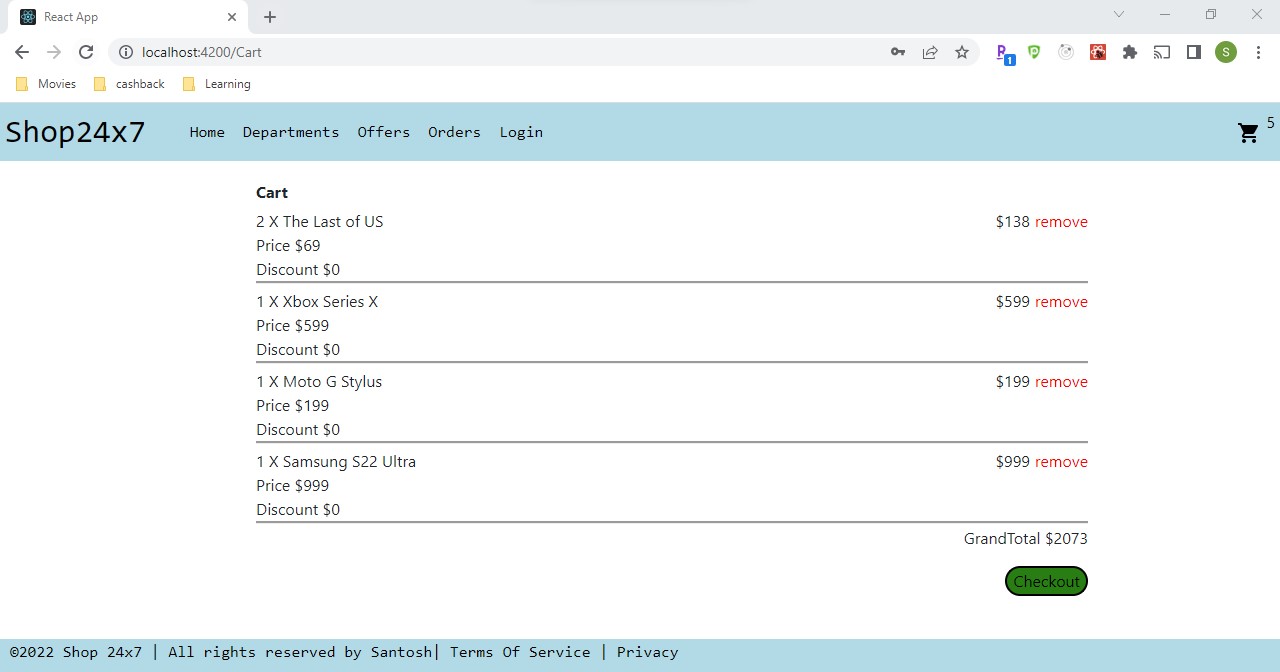 React App
localhost:4200/Cart
1
S
Movies cashback Learning
Shop24x7 Home Departments Offers Orders Login 5
Cart
2 X The Last of US $138 remove
Price $69
Discount $0
1 X Xbox Series X $599 remove
Price $599
Discount $0
1 X Moto G Stylus $199 remove
Price $199
Discount $0
1 X Samsung S22 Ultra $999 remove
Price $999
Discount $0
GrandTotal $2073
Checkout
©2022 Shop 24x7 | All rights reserved by Santosh| Terms Of Service | Privacy